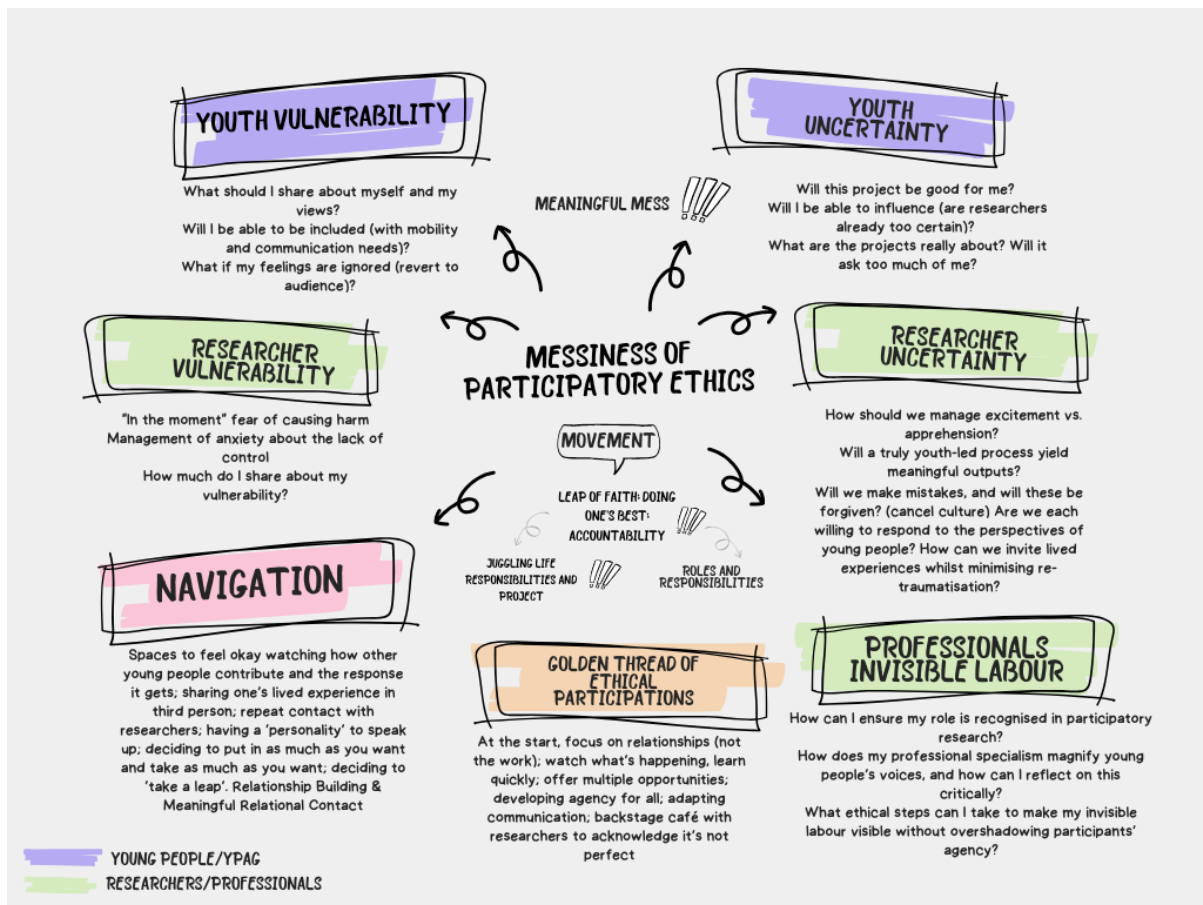 YOUTH VULNERABILITY
What should I share about myself and my
views?
Will I be able to be included (with mobility
and communication needs)?
What if my feelings are ignored (revert to
audience)?
MEANINGFUL MESS !!!
YOUTH
UNCERTAINTY
Will this project be good for me?
Will I be able to influence (are researchers
already too certain)?
What are the projects really about? Will it
ask too much of me?
RESEARCHER
VULNERABILITY
"In the moment" fear of causing harm
Management of anxiety about the lack of
control
How much do I share about my
vulnerability?
MESSINESS OF
PARTICIPATORY ETHICS
RESEARCHER
UNCERTAINTY
How should we manage excitement vs.
apprehension?
Will a truly youth-led process yield
meaningful outputs?
Will we make mistakes, and will these be
forgiven? (cancel culture) Are we each
willing to respond to the perspectives of
young people? How can we invite lived
experiences whilst minimising re-
traumatisation?
MOVEMENT
LEAP OF FAITH: DOING
ONE'S BEST:
ACCOUNTABILITY !!!
JUGGLING LIFE
RESPONSIBILITIES AND
PROJECT !!!
ROLES AND
RESPONSIBILITIES
NAVIGATION
Spaces to feel okay watching how other
young people contribute and the response
it gets; sharing one's lived experience in
third person; repeat contact with
researchers; having a 'personality' to speak
up; deciding to put in as much as you want
and take as much as you want; deciding to
'take a leap'. Relationship Building &
Meaningful Relational Contact
GOLDEN THREAD OF
ETHICAL
PARTICIPATIONS
At the start, focus on relationships (not
the work); watch what's happening, learn
quickly; offer multiple opportunities;
developing agency for all; adapting
communication; backstage café with
researchers to acknowledge it's not
perfect
PROFESSIONALS
INVISIBLE LABOUR
How can I ensure my role is recognised in participatory
research?
How does my professional specialism magnify young
people's voices, and how can I reflect on this
critically?
What ethical steps can I take to make my invisible
labour visible without overshadowing participants'
agency?
YOUNG PEOPLE/YPAG
RESEARCHERS/PROFESSIONALS